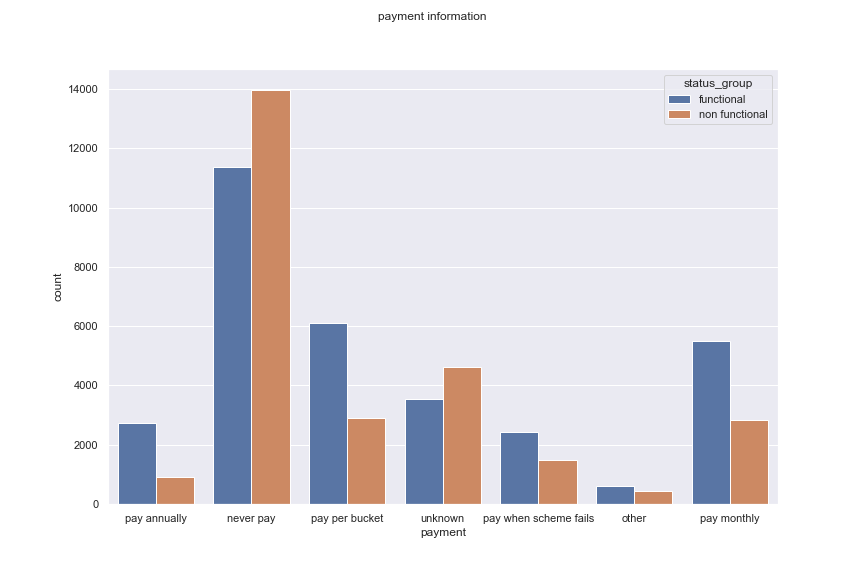 payment information
status_group
functional
non functional
14000
12000
10000
8000
6000
4000
2000
0
count
pay annually
never pay
pay per bucket
unknown
pay when scheme fails
other
pay monthly
payment